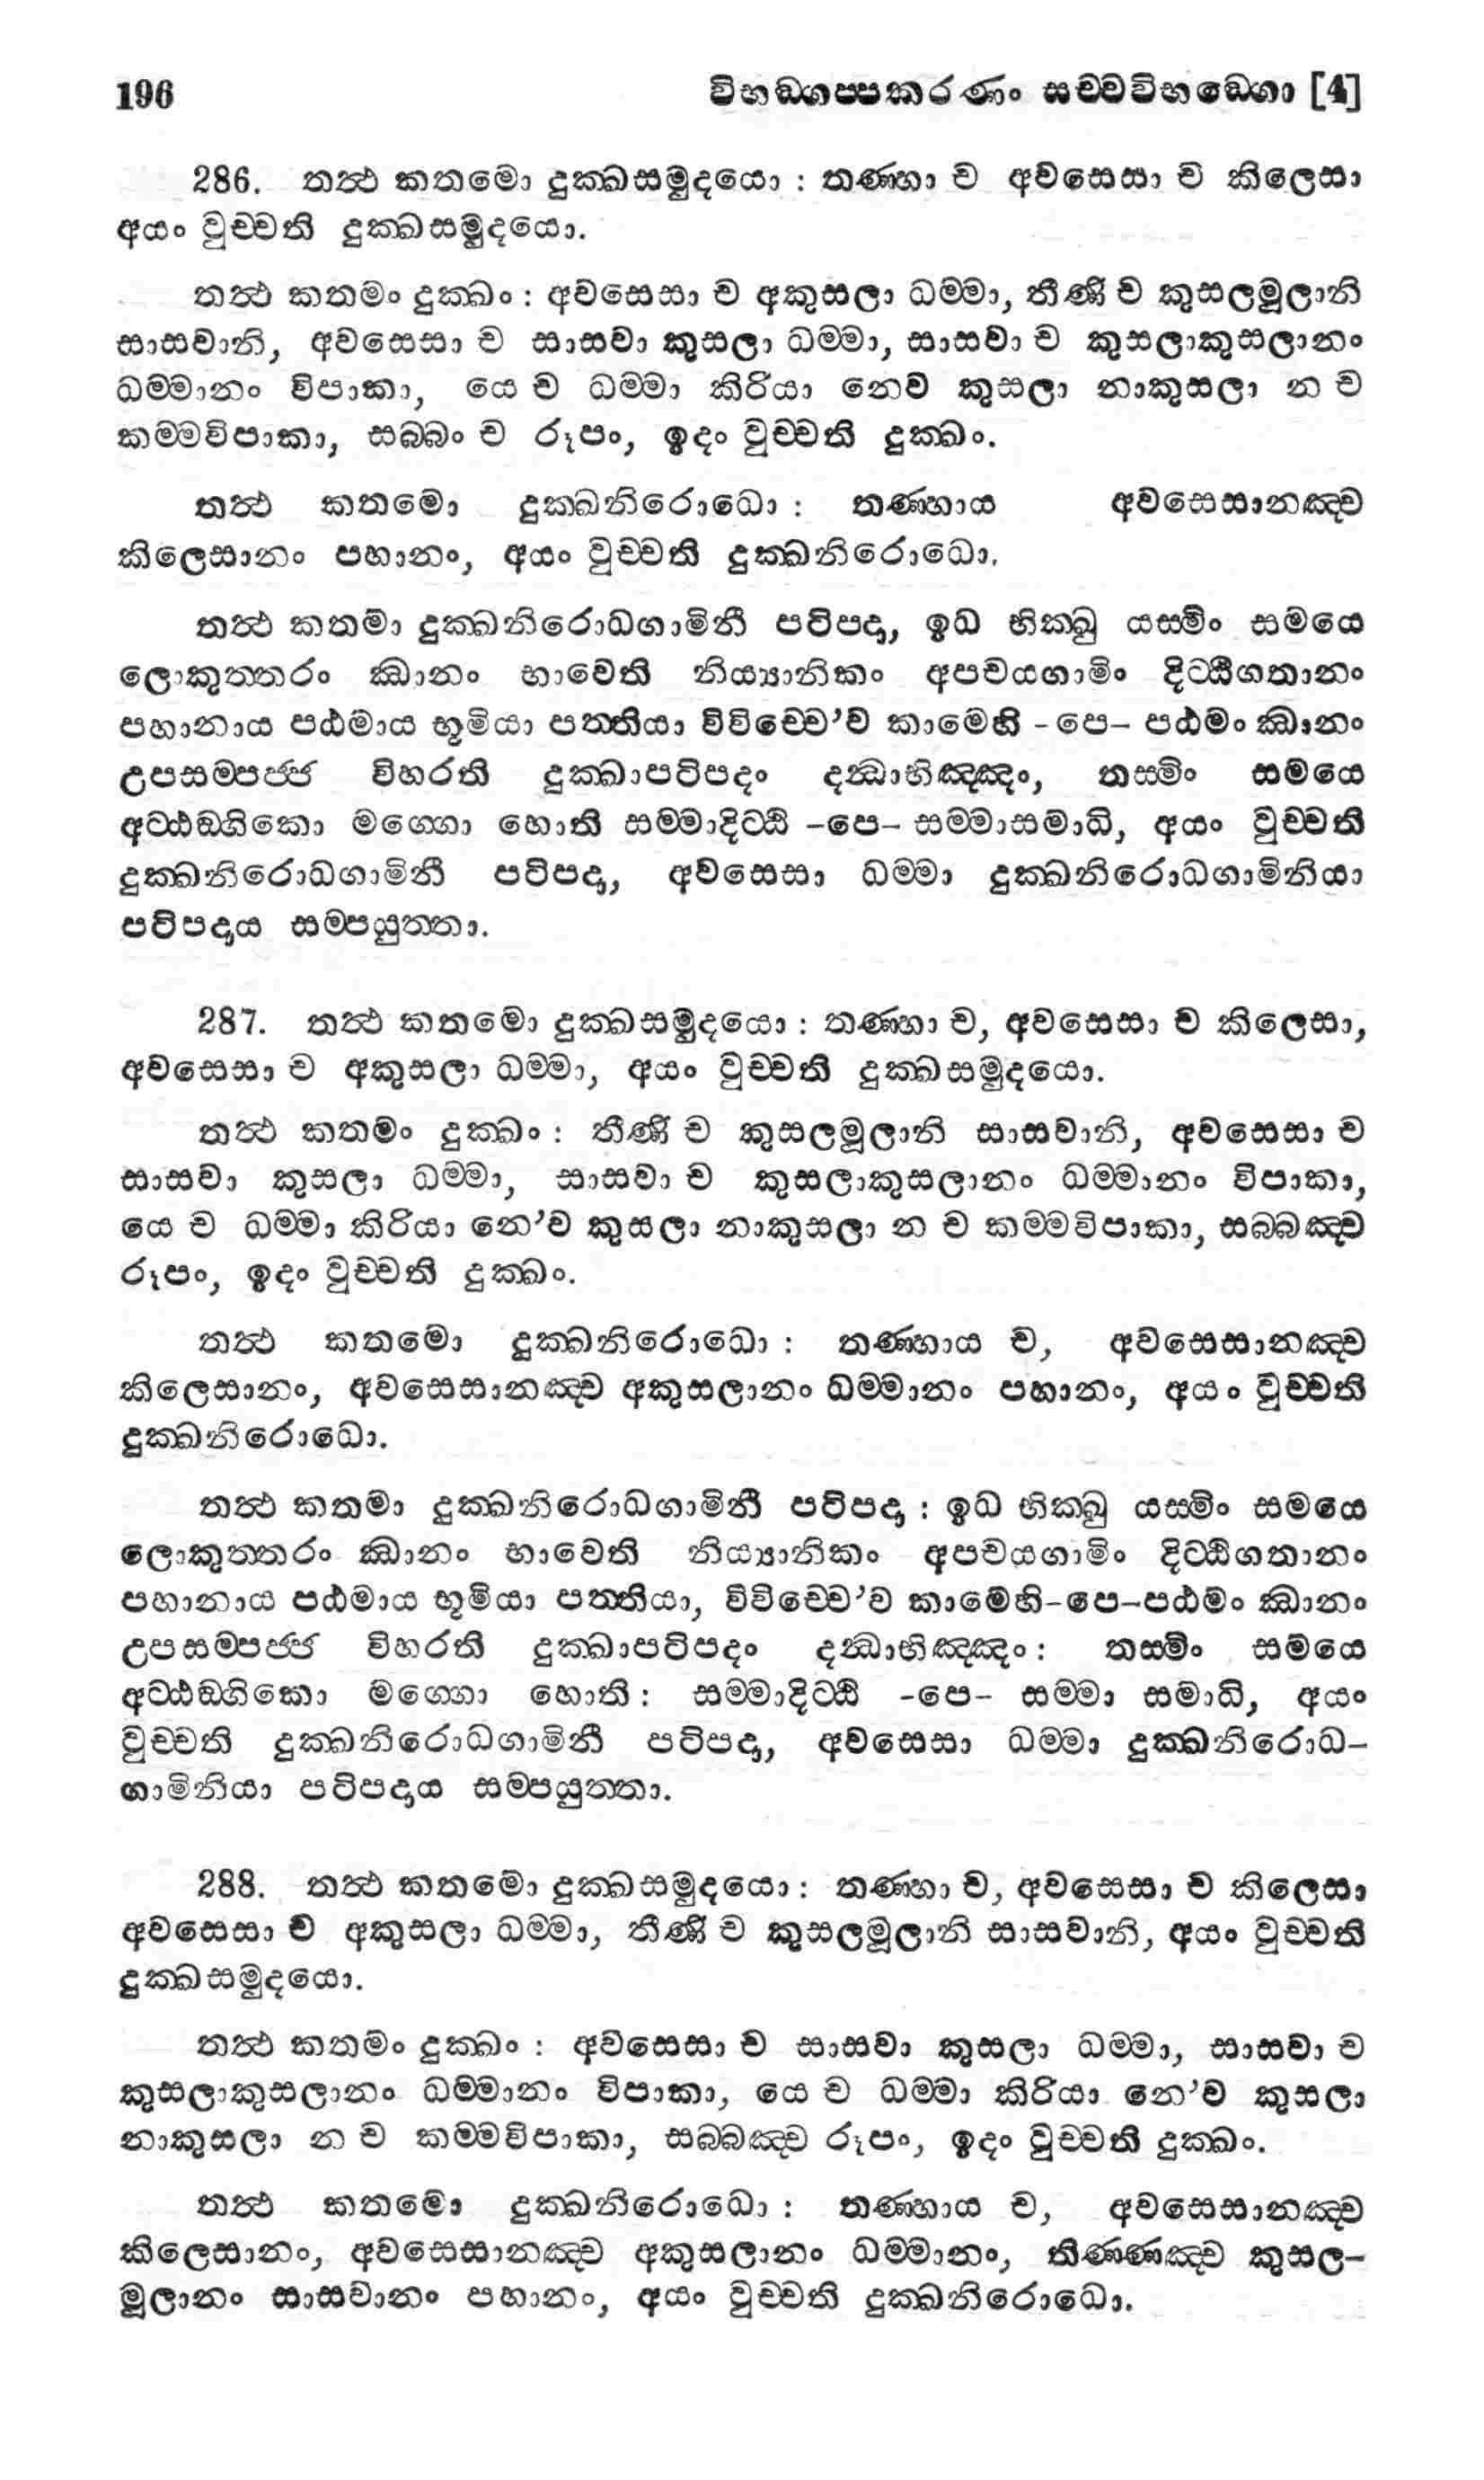 196 විභඞ්ගප්පකරණං සච්චවිභඞ්ගො [4]
286. තත්‍ථ කතමො දුක්ඛසමුදයො : තණ්හා ච අවසෙසා ච කිලෙසා
අයං වුච්චති දුක්ඛසමුදයො.
තත්‍ථ කතමං දුක්ඛං : අවසෙසා ච අකුසලා ධම්මා, තීණි ච කුසලමූලානි
සාසවානි, අවසෙසා ච සාසවා කුසලා ධම්මා, සාසවා ච කුසලාකුසලානං
ධම්මානං විපාකා, යෙ ච ධම්මා කිරියා නෙව කුසලා නාකුසලා න ච
කම්මවිපාකා, සබ්බං ච රූපං, ඉදං වුච්චති දුක්ඛං.
තත්‍ථ කතමො දුක්ඛනිරොධො : තණ්හාය අවසෙසානඤ්ච
කිලෙසානං පහානං, අයං වුච්චති දුක්ඛනිරොධො.
තත්‍ථ කතමා දුක්ඛනිරොධගාමිනී පටිපදා, ඉධ භික්ඛු යස්මිං සමයෙ
ලොකුත්තරං ඣානං භාවෙති නිය්‍යානිකං අපචයගාමිං දිට්ඨිගතානං
පහානාය පඨමාය භූමියා පත්තියා විවිච්චෙ’ව කාමෙහි -පෙ- පඨමං ඣානං
උපසම්පජ්ජ විහරති දුක්ඛාපටිපදං දන්ධාභිඤ්ඤං, තස්මිං සමයෙ
අට්ඨඞ්ගිකො මග්ගො හොති සම්මාදිට්ඨි -පෙ- සම්මාසමාධි, අයං වුච්චති
දුක්ඛනිරොධගාමිනී පටිපදා, අවසෙසා ධම්මා දුක්ඛනිරොධගාමිනියා
පටිපදාය සම්පයුත්තා.
287. තත්‍ථ කතමො දුක්ඛසමුදයො : තණ්හා ච, අවසෙසා ච කිලෙසා,
අවසෙසා ච අකුසලා ධම්මා, අයං වුච්චති දුක්ඛසමුදයො.
තත්‍ථ කතමං දුක්ඛං : තීණි ච කුසලමූලානි සාසවානි, අවසෙසා ච
සාසවා කුසලා ධම්මා, සාසවා ච කුසලාකුසලානං ධම්මානං විපාකා,
යෙ ච ධම්මා කිරියා නෙ’ව කුසලා නාකුසලා න ච කම්මවිපාකා, සබ්බඤ්ච
රූපං, ඉදං වුච්චති දුක්ඛං.
තත්‍ථ කතමො දුක්ඛනිරොධො : තණ්හාය ච, අවසෙසානඤ්ච
කිලෙසානං, අවසෙසානඤ්ච අකුසලානං ධම්මානං පහානං, අයං වුච්චති
දුක්ඛනිරොධො.
තත්‍ථ කතමා දුක්ඛනිරොධගාමිනී පටිපදා : ඉධ භික්ඛු යස්මිං සමයෙ
ලොකුත්තරං ඣානං භාවෙති නිය්‍යානිකං අපචයගාමිං දිට්ඨිගතානං
පහානාය පඨමාය භූමියා පත්තියා, විවිච්චෙ’ව කාමෙහි-පෙ-පඨමං ඣානං
උපසම්පජ්ජ විහරති දුක්ඛාපටිපදං දන්ධාභිඤ්ඤං : තස්මිං සමයෙ
අට්ඨඞ්ගිකො මග්ගො හොති : සම්මාදිට්ඨි -පෙ- සම්මා සමාධි, අයං
වුච්චති දුක්ඛනිරොධගාමිනී පටිපදා, අවසෙසා ධම්මා දුක්ඛනිරොධ-
ගාමිනියා පටිපදාය සම්පයුත්තා.
288. තත්‍ථ කතමො දුක්ඛසමුදයො : තණ්හා ච, අවසෙසා ච කිලෙසා
අවසෙසා ච අකුසලා ධම්මා, තීණි ච කුසලමූලානි සාසවානි, අයං වුච්චති
දුක්ඛසමුදයො.
තත්‍ථ කතමං දුක්ඛං : අවසෙසා ච සාසවා කුසලා ධම්මා, සාසවා ච
කුසලාකුසලානං ධම්මානං විපාකා, යෙ ච ධම්මා කිරියා නෙ’ව කුසලා
නාකුසලා න ච කම්මවිපාකා, සබ්බඤ්ච රූපං, ඉදං වුච්චති දුක්ඛං.
තත්‍ථ කතමො දුක්ඛනිරොධො : තණ්හාය ච, අවසෙසානඤ්ච
කිලෙසානං, අවසෙසානඤ්ච අකුසලානං ධම්මානං, තිණ්ණඤ්ච කුසල-
මූලානං සාසවානං පහානං, අයං වුච්චති දුක්ඛනිරොධො.